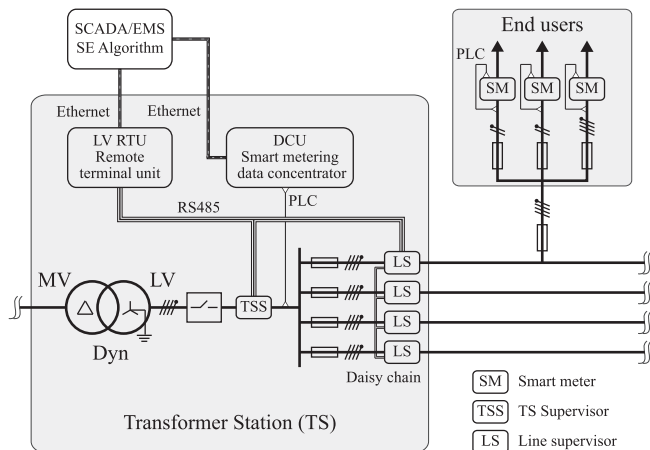 SCADA/EMS
SE Algorithm
End users
PLC
SM
SM
SM
Ethernet
Ethernet
LV RTU
Remote
terminal unit
DCU
Smart metering
data concentrator
RS485
PLC
MV
LV
TSS
LS
LS
LS
LS
Dyn
Daisy chain
Transformer Station (TS)
SM Smart meter
TSS TS Supervisor
LS Line supervisor